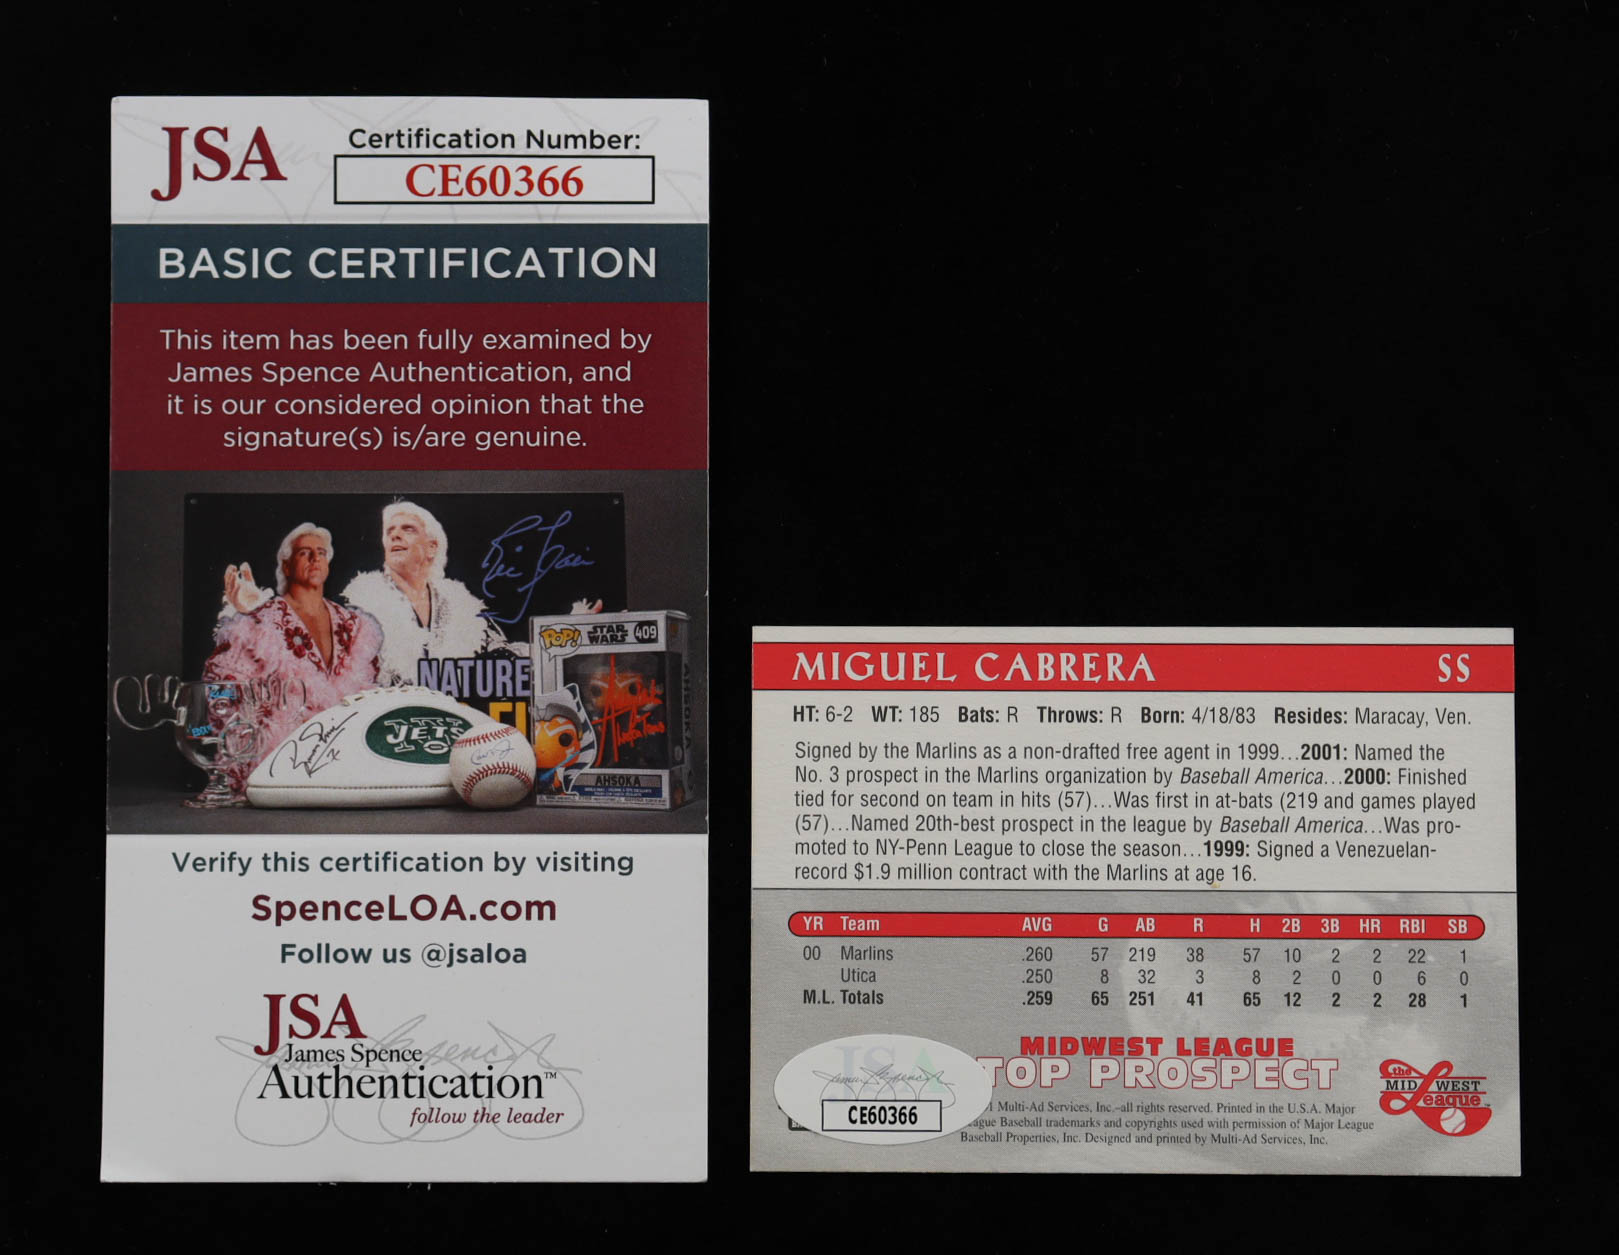 JSA
Certification Number:
CE60366
BASIC CERTIFICATION
This item has been fully examined by
James Spence Authentication, and
it is our considered opinion that the
signature(s) is/are genuine.
Ric Flair
NATURE
POP!
STAR
WARS
409
JETS
AHSOKA
AHSOKA
Verify this certification by visiting
SpenceLOA.com
Follow us @jsaloa
JSA
James Spence
Authentication™
follow the leader
MIGUEL CABRERA SS
HT: 6-2 WT: 185 Bats: R Throws: R Born: 4/18/83 Resides: Maracay, Ven.
Signed by the Marlins as a non-drafted free agent in 1999...2001: Named the
No. 3 prospect in the Marlins organization by Baseball America...2000: Finished
tied for second on team in hits (57)...Was first in at-bats (219 and games played
(57)...Named 20th-best prospect in the league by Baseball America...Was pro-
moted to NY-Penn League to close the season...1999: Signed a Venezuelan-
record $1.9 million contract with the Marlins at age 16.
YR Team AVG G AB R H 2B 3B HR RBI SB
00 Marlins .260 57 219 38 57 10 2 2 22 1
Utica .250 8 32 3 8 2 0 0 6 0
M.L. Totals .259 65 251 41 65 12 2 2 28 1
MIDWEST LEAGUE
TOP PROSPECT
JSA
CE60366
Multi-Ad Services, Inc.-all rights reserved. Printed in the U.S.A. Major
Baseball trademarks and copyrights used with permission of Major League
Baseball Properties, Inc. Designed and printed by Multi-Ad Services, Inc.
the
MIDWEST
League